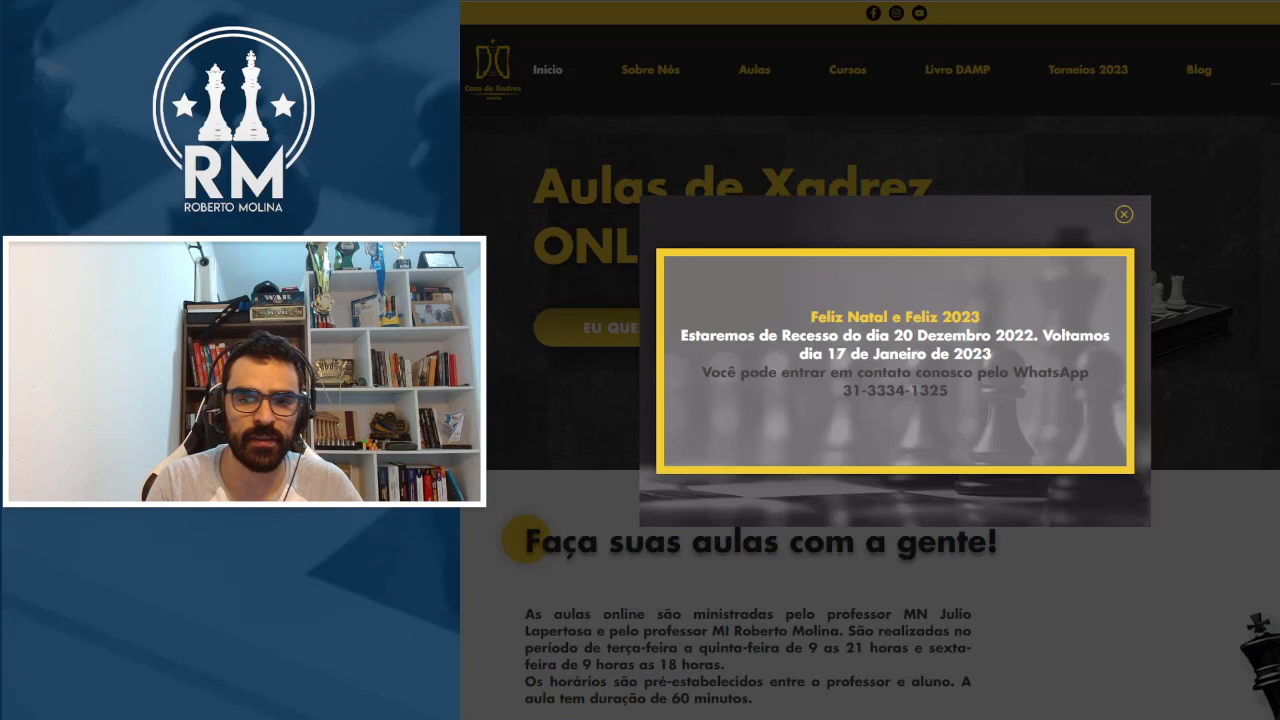 RM
ROBERTO MOLINA
Casa do Xadrez
Início
Sobre Nós
Aulas
Cursos
Livro DAMP
Torneios 2023
Blog
Aulas de Xadrez
ONL
EU QUE
Feliz Natal e Feliz 2023
Estaremos de Recesso do dia 20 Dezembro 2022. Voltamos
dia 17 de Janeiro de 2023
Você pode entrar em contato conosco pelo WhatsApp
31-3334-1325
Faça suas aulas com a gente!
As aulas online são ministradas pelo professor MN Julio
Lapertosa e pelo professor MI Roberto Molina. São realizadas no
período de terça-feira a quinta-feira de 9 as 21 horas e sexta-
feira de 9 horas as 18 horas.
Os horários são pré-estabelecidos entre o professor e aluno. A
aula tem duração de 60 minutos.